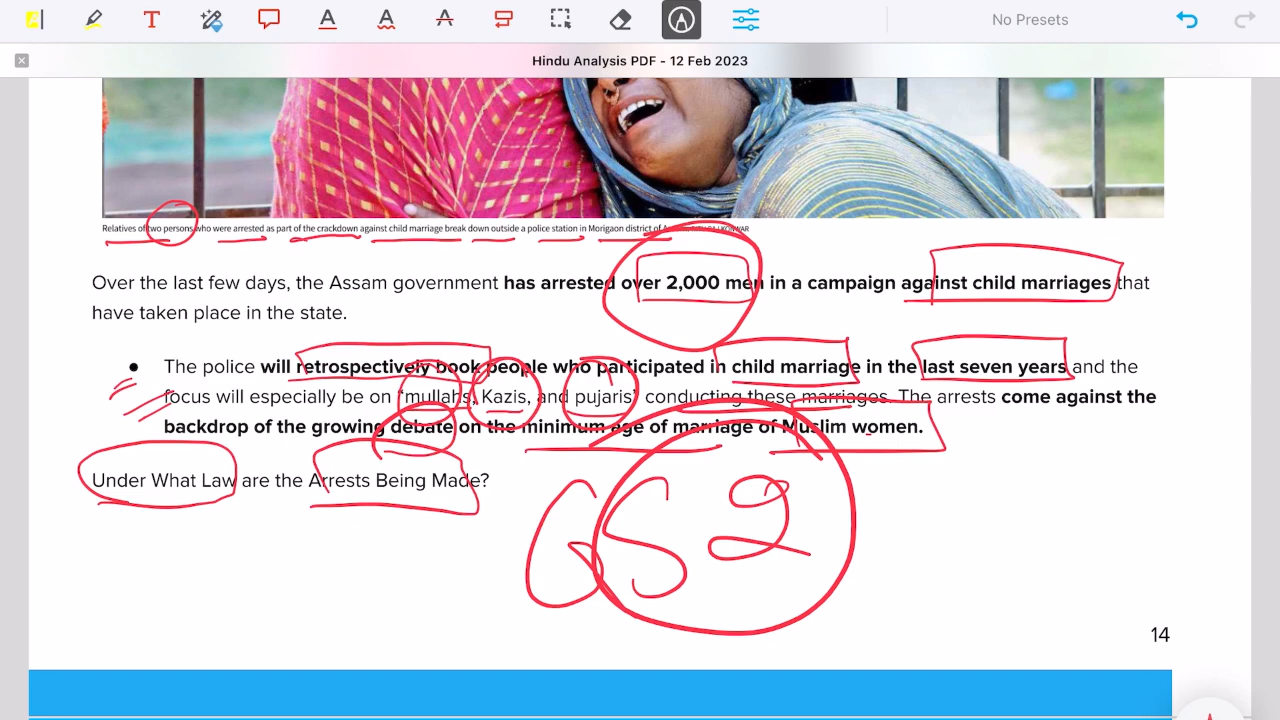 No Presets
Hindu Analysis PDF - 12 Feb 2023
Relatives of two persons who were arrested as part of the crackdown against child marriage break down outside a police station in Morigaon district of
Over the last few days, the Assam government has arrested over 2,000 men in a campaign against child marriages that
have taken place in the state.
● The police will retrospectively book people who participated in child marriage in the last seven years and the
focus will especially be on “mullahs, Kazis, and pujaris’ conducting these marriages. The arrests come against the
backdrop of the growing debate on the minimum age of marriage of Muslim women.
Under What Law are the Arrests Being Made?
GS 2
14